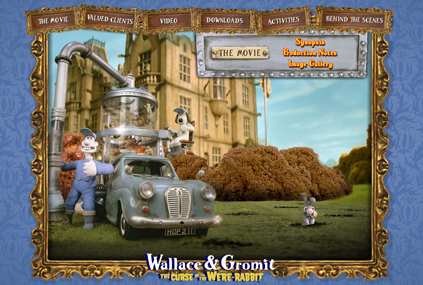 THE MOVIE
VALUED CLIENTS
VIDEO
DOWNLOADS
ACTIVITIES
BEHIND THE SCENES
THE MOVIE
Synopsis
Production Notes
Image Gallery
HOP 211
Wallace & Gromit
THE CURSE OF THE WERE-RABBIT